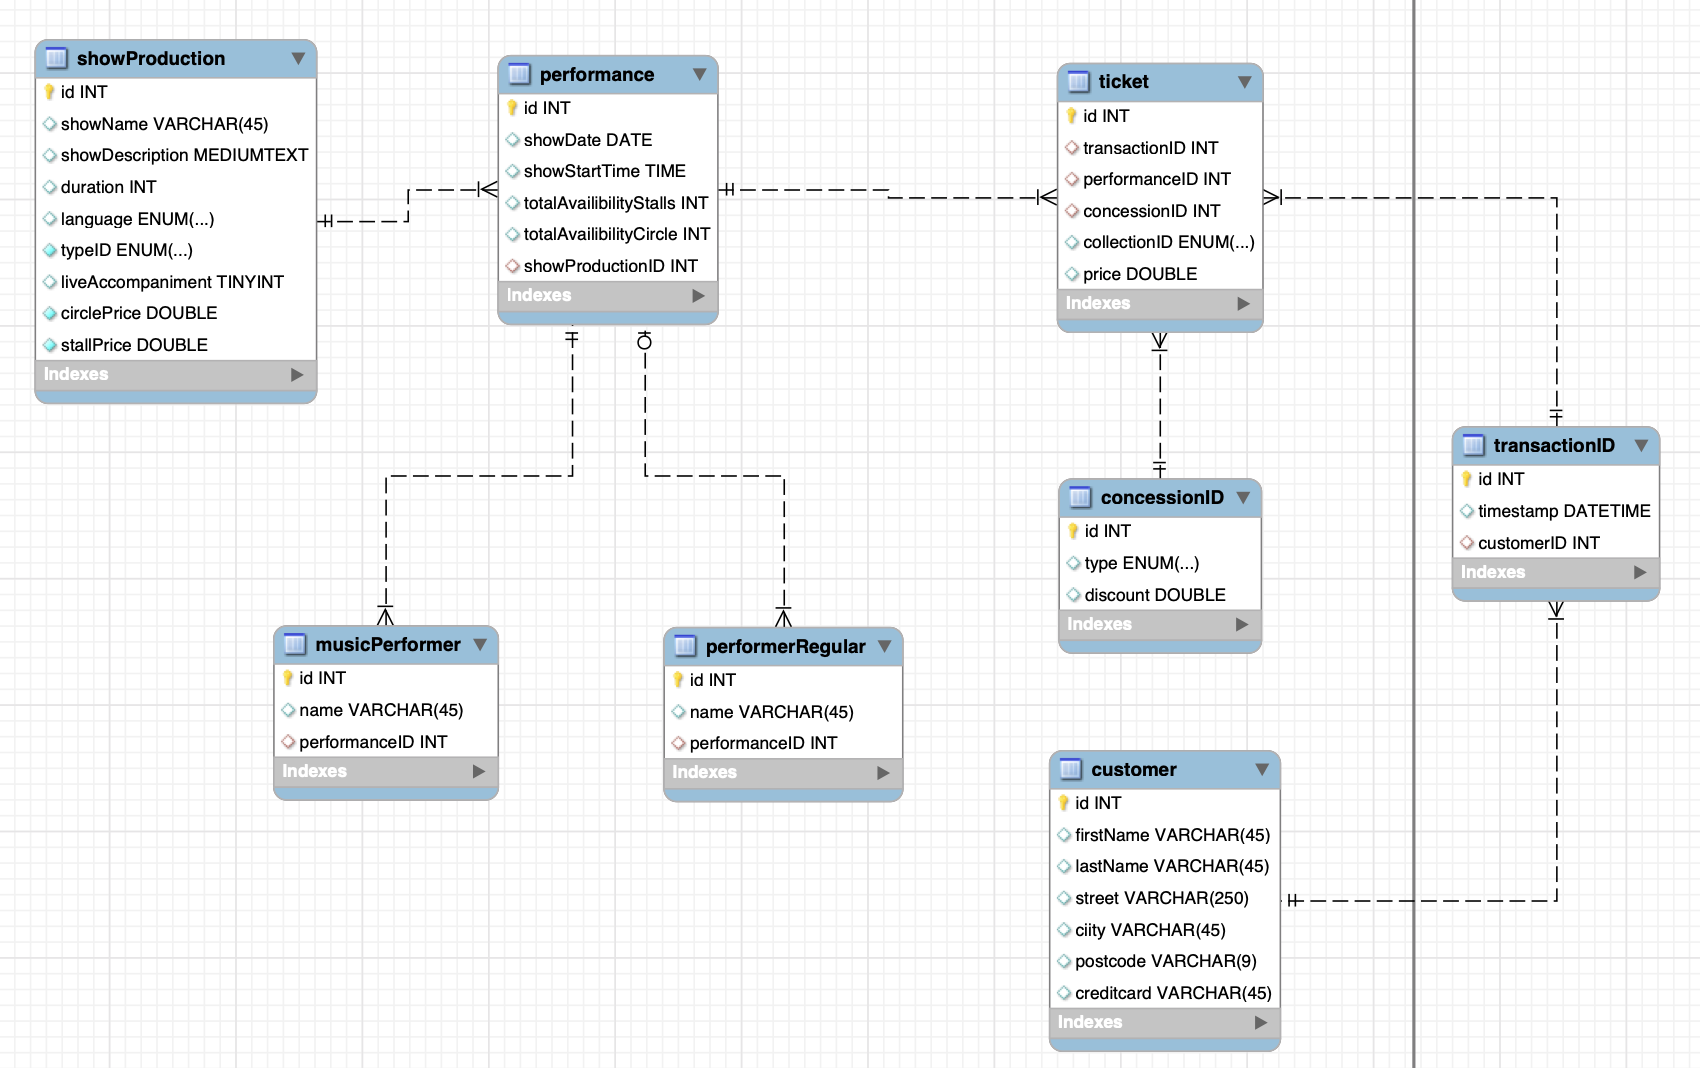 showProduction
id INT
showName VARCHAR(45)
showDescription MEDIUMTEXT
duration INT
language ENUM(...)
typeID ENUM(...)
liveAccompaniment TINYINT
circlePrice DOUBLE
stallPrice DOUBLE
Indexes
performance
id INT
showDate DATE
showStartTime TIME
totalAvailibilityStalls INT
totalAvailibilityCircle INT
showProductionID INT
Indexes
ticket
id INT
transactionID INT
performanceID INT
concessionID INT
collectionID ENUM(...)
price DOUBLE
Indexes
transactionID
id INT
timestamp DATETIME
customerID INT
Indexes
concessionID
id INT
type ENUM(...)
discount DOUBLE
Indexes
musicPerformer
id INT
name VARCHAR(45)
performanceID INT
Indexes
performerRegular
id INT
name VARCHAR(45)
performanceID INT
Indexes
customer
id INT
firstName VARCHAR(45)
lastName VARCHAR(45)
street VARCHAR(250)
ciity VARCHAR(45)
postcode VARCHAR(9)
creditcard VARCHAR(45)
Indexes